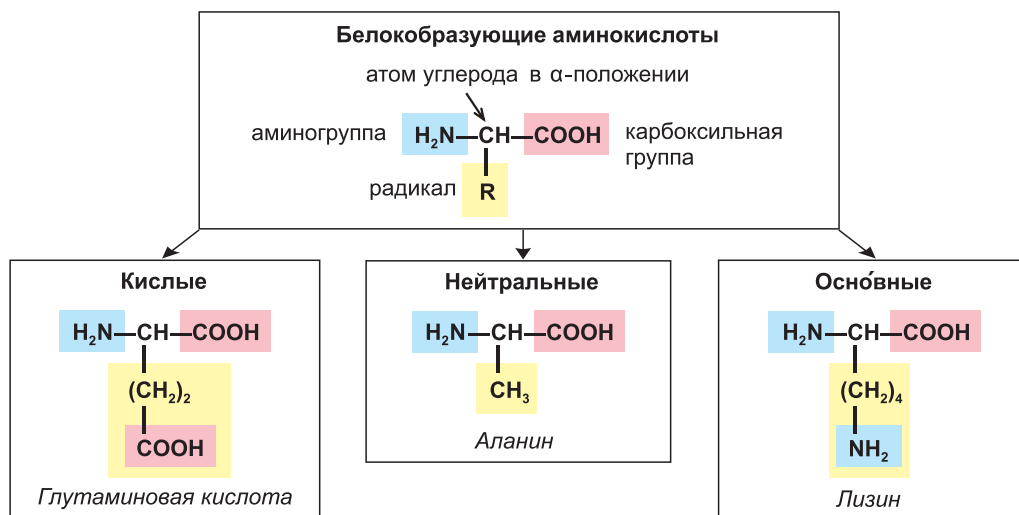 Белокобразующие аминокислоты
атом углерода в α-положении
аминогруппа H₂N—CH—COOH карбоксильная
группа
радикал R
Кислые
H₂N—CH—COOH
(CH₂)₂
COOH
Глутаминовая кислота
Нейтральные
H₂N—CH—COOH
CH₃
Аланин
Осно́вные
H₂N—CH—COOH
(CH₂)₄
NH₂
Лизин